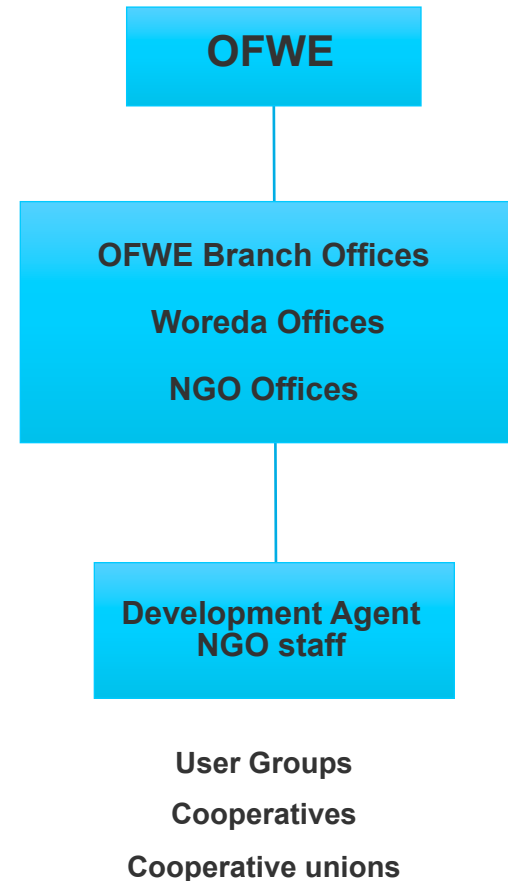 OFWE
OFWE Branch Offices
Woreda Offices
NGO Offices
Development Agent
NGO staff
User Groups
Cooperatives
Cooperative unions